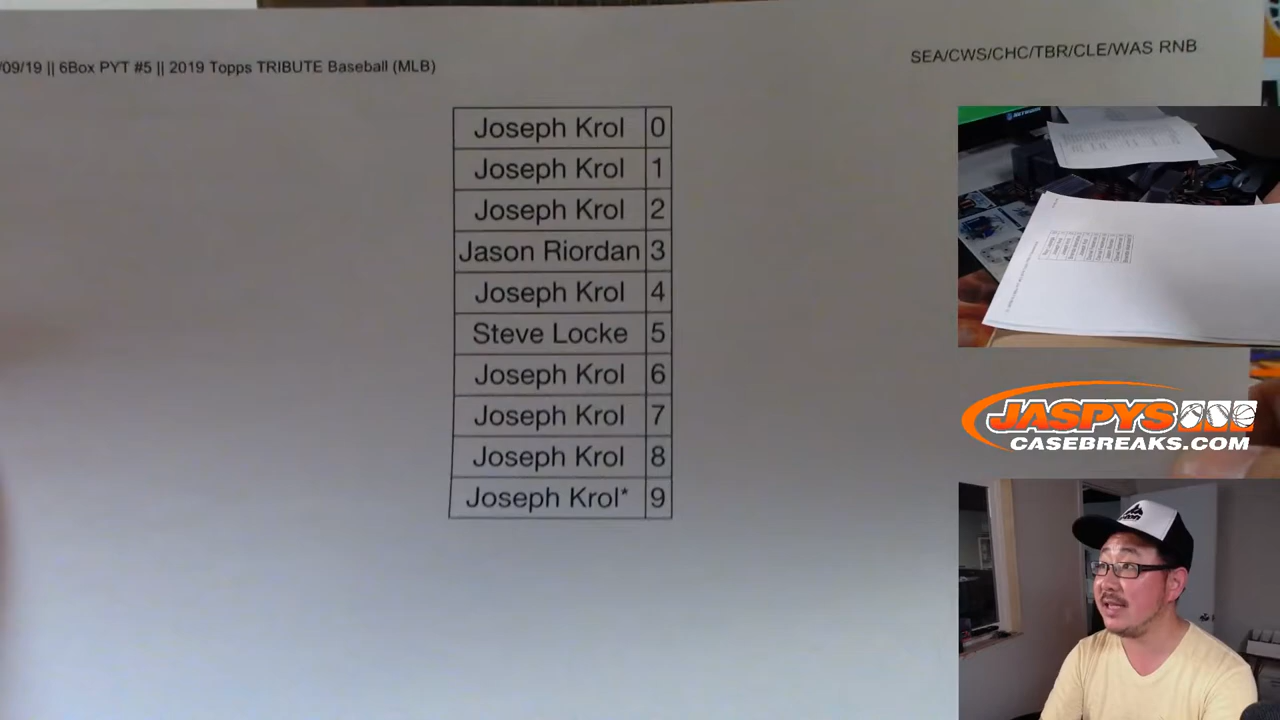 /09/19 || 6Box PYT #5 || 2019 Topps TRIBUTE Baseball (MLB)
SEA/CWS/CHC/TBR/CLE/WAS RNB
Joseph Krol 0
Joseph Krol 1
Joseph Krol 2
Jason Riordan 3
Joseph Krol 4
Steve Locke 5
Joseph Krol 6
Joseph Krol 7
Joseph Krol 8
Joseph Krol* 9
JASPYS
CASEBREAKS.COM